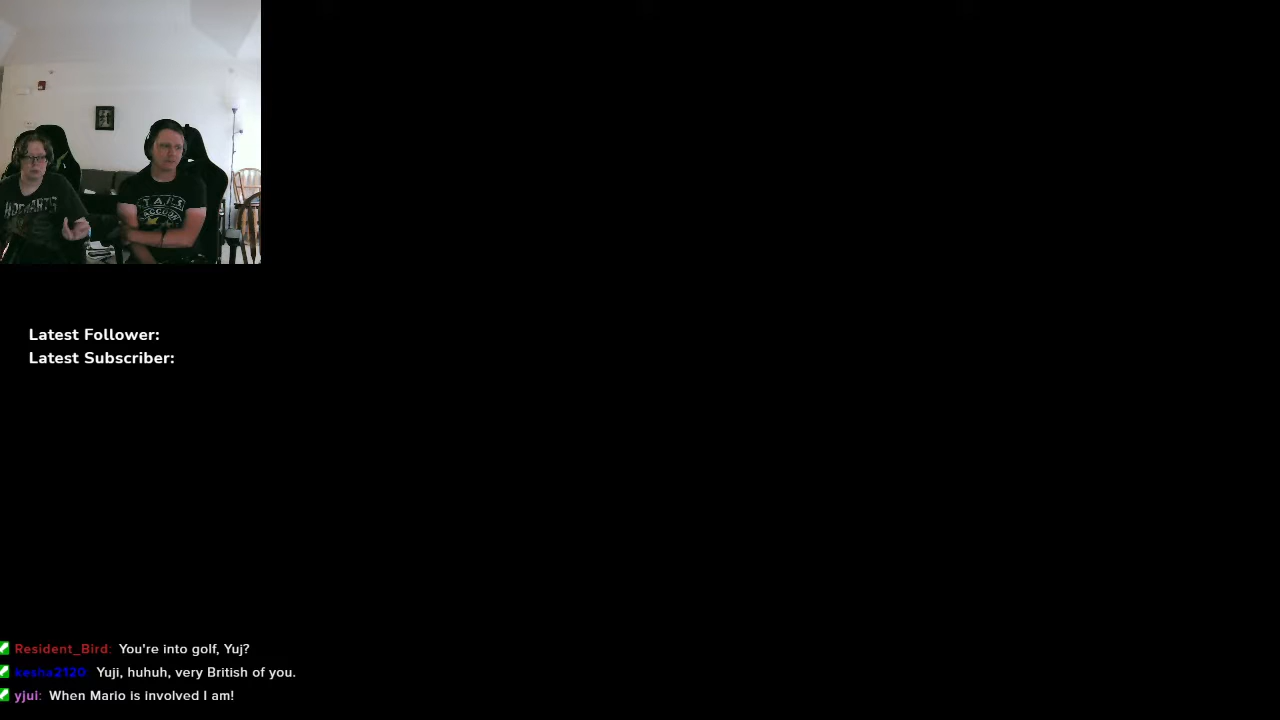 HOGWARTS
Latest Follower:
Latest Subscriber:
Resident_Bird: You're into golf, Yuj?
kesha2120: Yuji, huhuh, very British of you.
yjui: When Mario is involved I am!